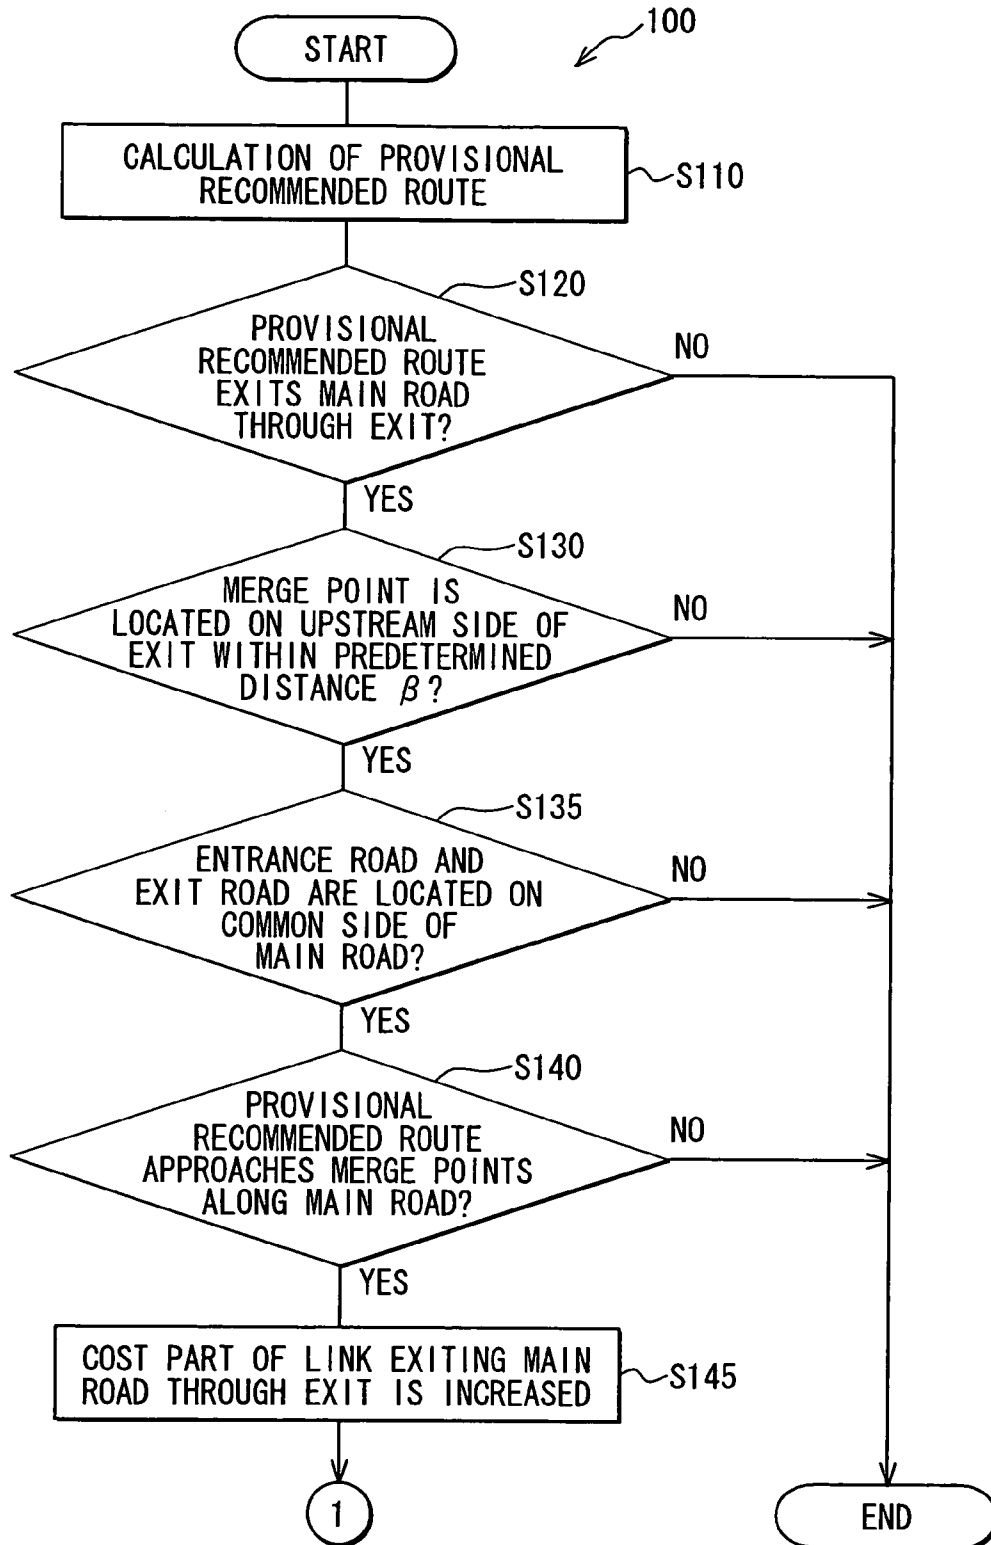 100
START
CALCULATION OF PROVISIONAL
RECOMMENDED ROUTE
S110
S120
PROVISIONAL
RECOMMENDED ROUTE
EXITS MAIN ROAD
THROUGH EXIT?
NO
YES
S130
MERGE POINT IS
LOCATED ON UPSTREAM SIDE OF
EXIT WITHIN PREDETERMINED
DISTANCE β?
NO
YES
S135
ENTRANCE ROAD AND
EXIT ROAD ARE LOCATED ON
COMMON SIDE OF
MAIN ROAD?
NO
YES
S140
PROVISIONAL
RECOMMENDED ROUTE
APPROACHES MERGE POINTS
ALONG MAIN ROAD?
NO
YES
COST PART OF LINK EXITING MAIN
ROAD THROUGH EXIT IS INCREASED
S145
1
END